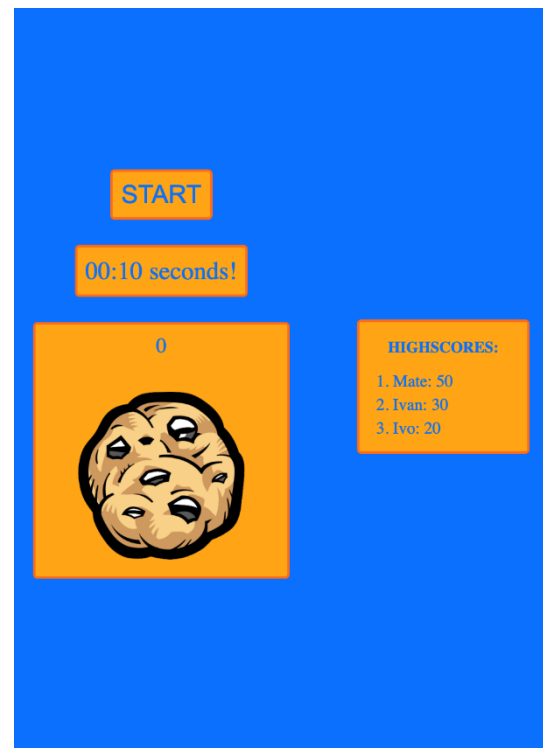 START
00:10 seconds!
0
HIGHSCORES:
1. Mate: 50
2. Ivan: 30
3. Ivo: 20